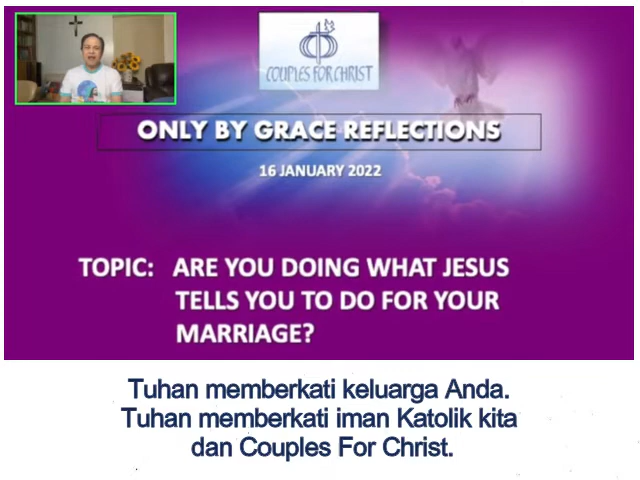 COUPLES FOR CHRIST
ONLY BY GRACE REFLECTIONS
16 JANUARY 2022
TOPIC: ARE YOU DOING WHAT JESUS
TELLS YOU TO DO FOR YOUR
MARRIAGE?
Tuhan memberkati keluarga Anda.
Tuhan memberkati iman Katolik kita
dan Couples For Christ.